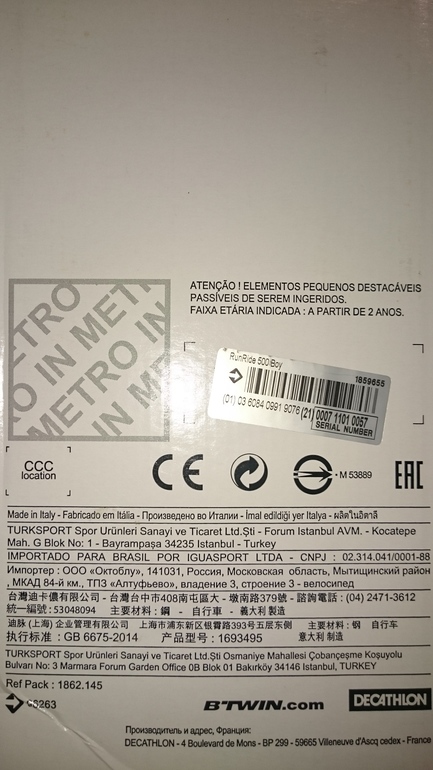 METRO IN METRO
METRO IN METRO
METRO IN METRO
ATENÇÃO ! ELEMENTOS PEQUENOS DESTACÁVEIS
PASSÍVEIS DE SEREM INGERIDOS.
FAIXA ETÁRIA INDICADA : A PARTIR DE 2 ANOS.
RunRide 500 Boy
1859655
(01) 03 6084 0991 9076 (21) 0007 1101 0057
SERIAL NUMBER
CCC
location
CE
M 53889
EAC
Made in Italy - Fabricado em Itália - Произведено во Италии - İmal edildiği yer Italya - ผลิตในอิตาลี
TURKSPORT Spor Urünleri Sanayi ve Ticaret Ltd.Şti - Forum Istanbul AVM. - Kocatepe
Mah. G Blok No: 1 - Bayrampaşa 34235 Istanbul - Turkey
IMPORTADO PARA BRASIL POR IGUASPORT LTDA - CNPJ : 02.314.041/0001-88
Импортер : ООО «Октоблу», 141031, Россия, Московская область, Мытищинский район
, МКАД 84-й км., ТПЗ «Алтуфьево», владение 3, строение 3 - велосипед
台灣迪卡儂有限公司 - 台灣台中市408南屯區大 - 墩南路379號 - 諮詢電話 : (04) 2471-3612
統一編號 : 53048094 主要材料 : 鋼 - 自行車 - 義大利製造
迪脉 (上海) 企业管理有限公司 上海市浦东新区银霄路393号五层东侧 主要材料 : 钢 自行车
执行标准 : GB 6675-2014 产品型号 : 1693495 意大利 制造
TURKSPORT Spor Urünleri Sanayi ve Ticaret Ltd.Şti Osmaniye Mahallesi Çobançeşme Koşuyolu
Bulvarı No: 3 Marmara Forum Garden Office 0B Blok 01 Bakırköy 34146 Istanbul, TURKEY
Ref Pack : 1862.145
B'TWIN.com
DECATHLON
Производитель и адрес, Франция:
DECATHLON - 4 Boulevard de Mons - BP 299 - 59665 Villeneuve d'Ascq cedex - France